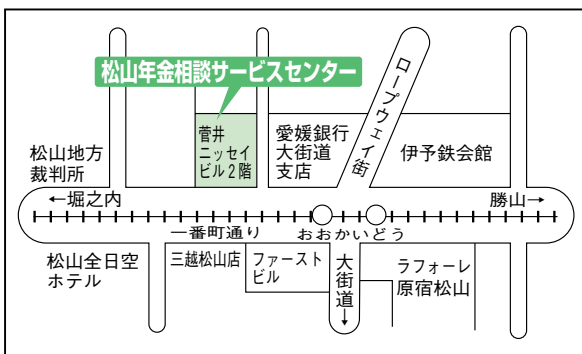 松山年金相談サービスセンター
ロープウェイ街
菅井
ニッセイ
ビル2階
愛媛銀行
大街道
支店
伊予鉄会館
松山地方
裁判所
←堀之内
勝山→
一番町通り
おおかいどう
松山全日空
ホテル
三越松山店
ファースト
ビル
大街道↓
ラフォーレ
原宿松山